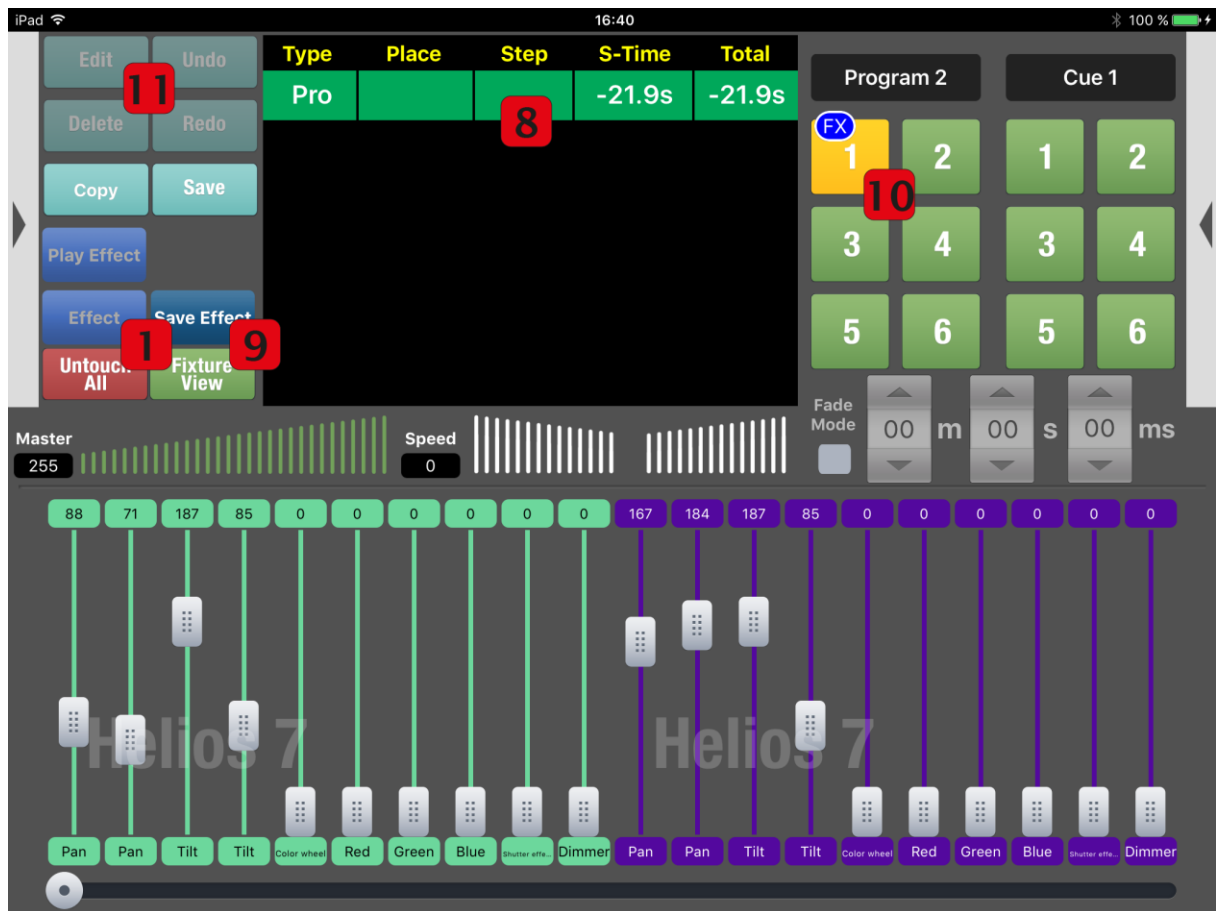 iPad 16:40 100 %
Edit Undo
11
Delete Redo
Copy Save
Play Effect
Effect Save Effect
1 9
Untouch All Fixture View
Type Place Step S-Time Total
Pro -21.9s -21.9s
8
Program 2 Cue 1
FX
1 2 1 2
10
3 4 3 4
5 6 5 6
Fade Mode 00 m 00 s 00 ms
Master 255 Speed 0
88 71 187 85 0 0 0 0 0 0 167 184 187 85 0 0 0 0 0 0
Helios 7 Helios 7
Pan Pan Tilt Tilt Color wheel Red Green Blue Shutter effe... Dimmer Pan Pan Tilt Tilt Color wheel Red Green Blue Shutter effe... Dimmer